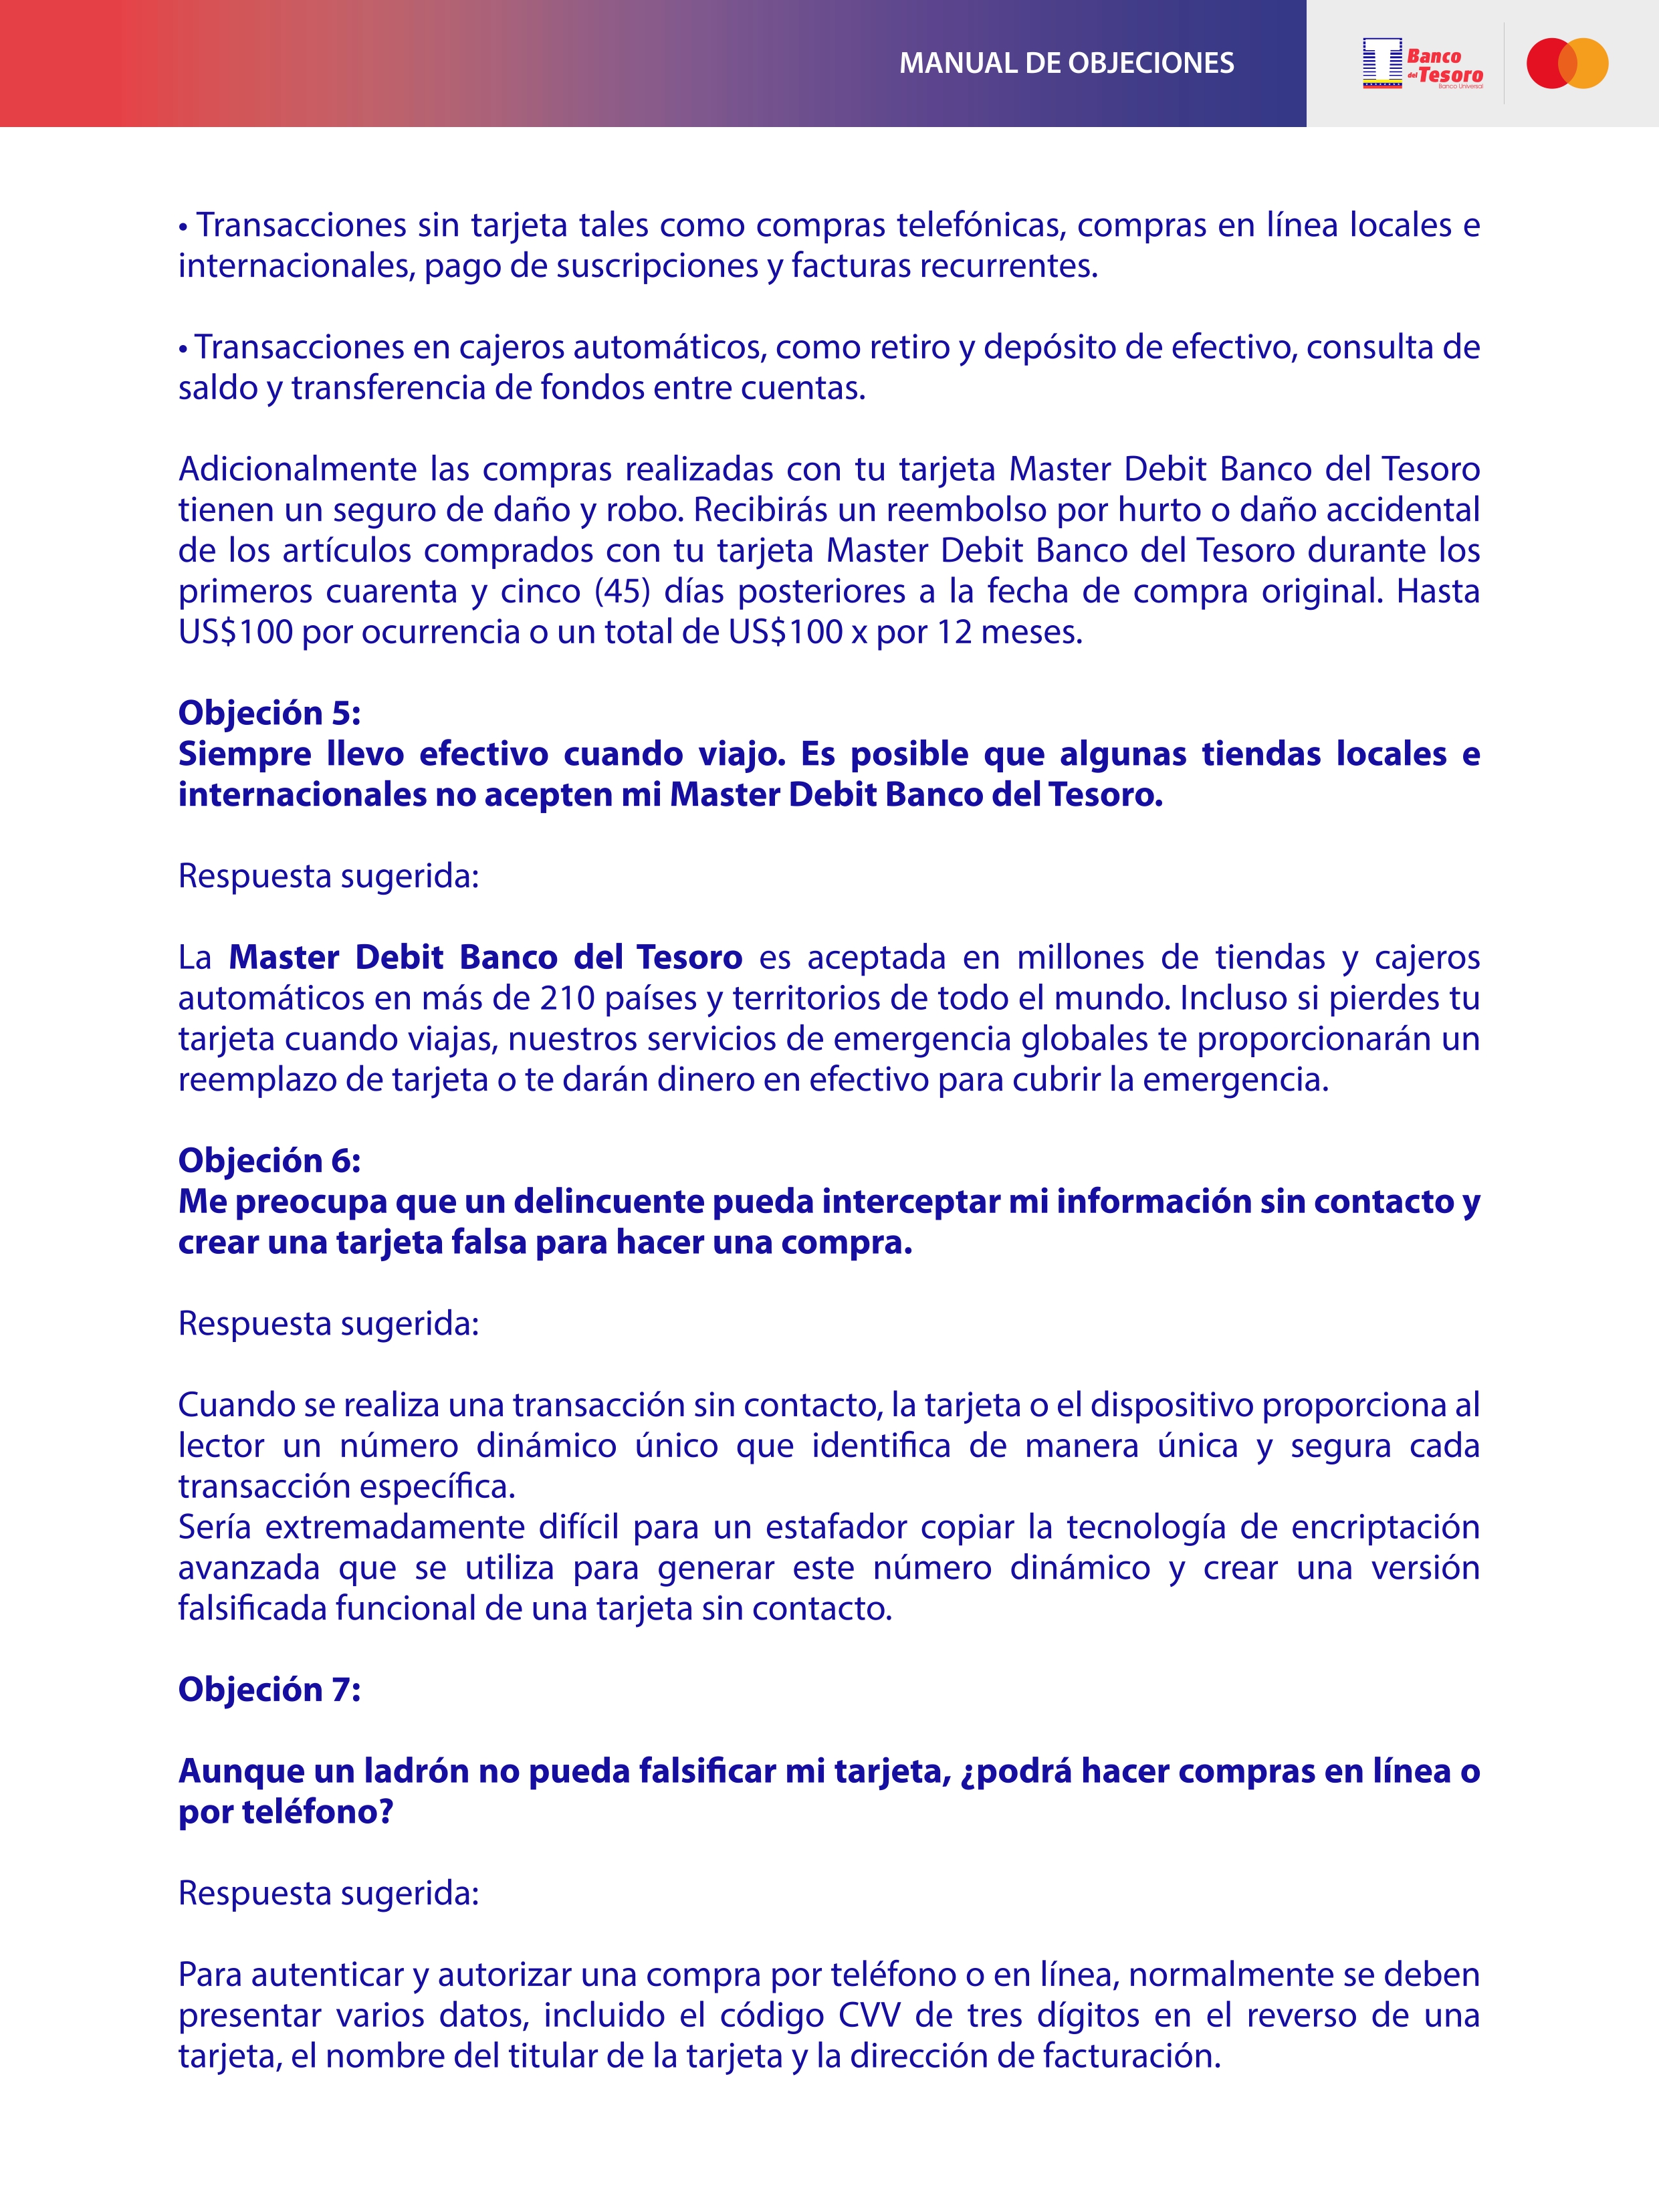 MANUAL DE OBJECIONES
Banco
del Tesoro
Banco Universal
• Transacciones sin tarjeta tales como compras telefónicas, compras en línea locales e
internacionales, pago de suscripciones y facturas recurrentes.
• Transacciones en cajeros automáticos, como retiro y depósito de efectivo, consulta de
saldo y transferencia de fondos entre cuentas.
Adicionalmente las compras realizadas con tu tarjeta Master Debit Banco del Tesoro
tienen un seguro de daño y robo. Recibirás un reembolso por hurto o daño accidental
de los artículos comprados con tu tarjeta Master Debit Banco del Tesoro durante los
primeros cuarenta y cinco (45) días posteriores a la fecha de compra original. Hasta
US$100 por ocurrencia o un total de US$100 x por 12 meses.
Objeción 5:
Siempre llevo efectivo cuando viajo. Es posible que algunas tiendas locales e
internacionales no acepten mi Master Debit Banco del Tesoro.
Respuesta sugerida:
La Master Debit Banco del Tesoro es aceptada en millones de tiendas y cajeros
automáticos en más de 210 países y territorios de todo el mundo. Incluso si pierdes tu
tarjeta cuando viajas, nuestros servicios de emergencia globales te proporcionarán un
reemplazo de tarjeta o te darán dinero en efectivo para cubrir la emergencia.
Objeción 6:
Me preocupa que un delincuente pueda interceptar mi información sin contacto y
crear una tarjeta falsa para hacer una compra.
Respuesta sugerida:
Cuando se realiza una transacción sin contacto, la tarjeta o el dispositivo proporciona al
lector un número dinámico único que identifica de manera única y segura cada
transacción específica.
Sería extremadamente difícil para un estafador copiar la tecnología de encriptación
avanzada que se utiliza para generar este número dinámico y crear una versión
falsificada funcional de una tarjeta sin contacto.
Objeción 7:
Aunque un ladrón no pueda falsificar mi tarjeta, ¿podrá hacer compras en línea o
por teléfono?
Respuesta sugerida:
Para autenticar y autorizar una compra por teléfono o en línea, normalmente se deben
presentar varios datos, incluido el código CVV de tres dígitos en el reverso de una
tarjeta, el nombre del titular de la tarjeta y la dirección de facturación.